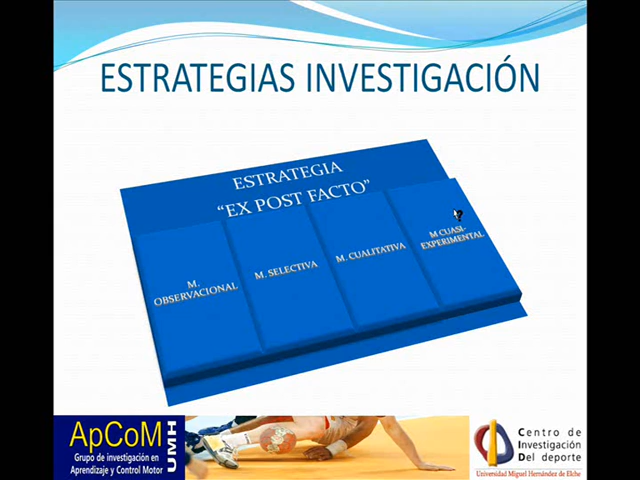 ESTRATEGIAS INVESTIGACIÓN
ESTRATEGIA
“EX POST FACTO”
M.
OBSERVACIONAL
M. SELECTIVA
M. CUALITATIVA
M CUASI-
EXPERIMENTAL
ApCoM
UMH
Grupo de investigación en
Aprendizaje y Control Motor
Centro de
Investigación
Del deporte
Universidad Miguel Hernández de Elche